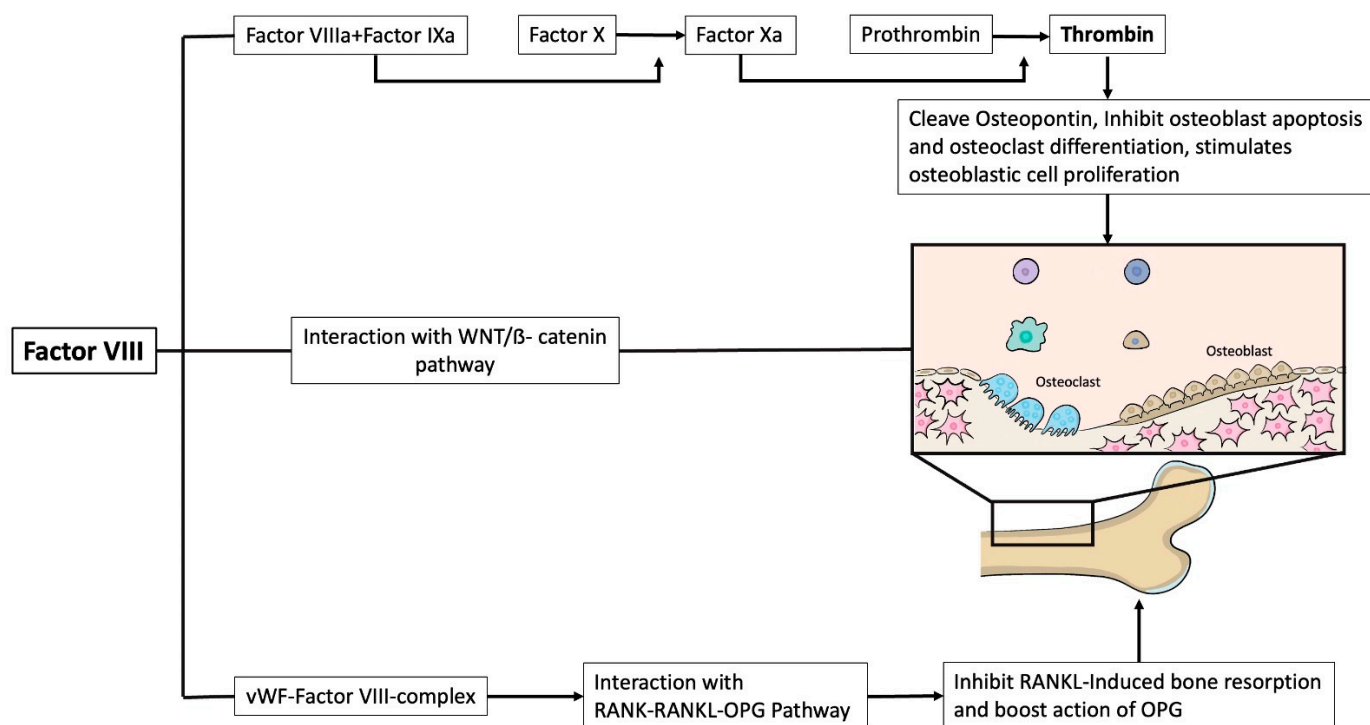 Factor VIIIa+Factor IXa
Factor X
Factor Xa
Prothrombin
Thrombin
Cleave Osteopontin, Inhibit osteoblast apoptosis
and osteoclast differentiation, stimulates
osteoblastic cell proliferation
Factor VIII
Interaction with WNT/ß- catenin
pathway
Osteoblast
Osteoclast
vWF-Factor VIII-complex
Interaction with
RANK-RANKL-OPG Pathway
Inhibit RANKL-Induced bone resorption
and boost action of OPG